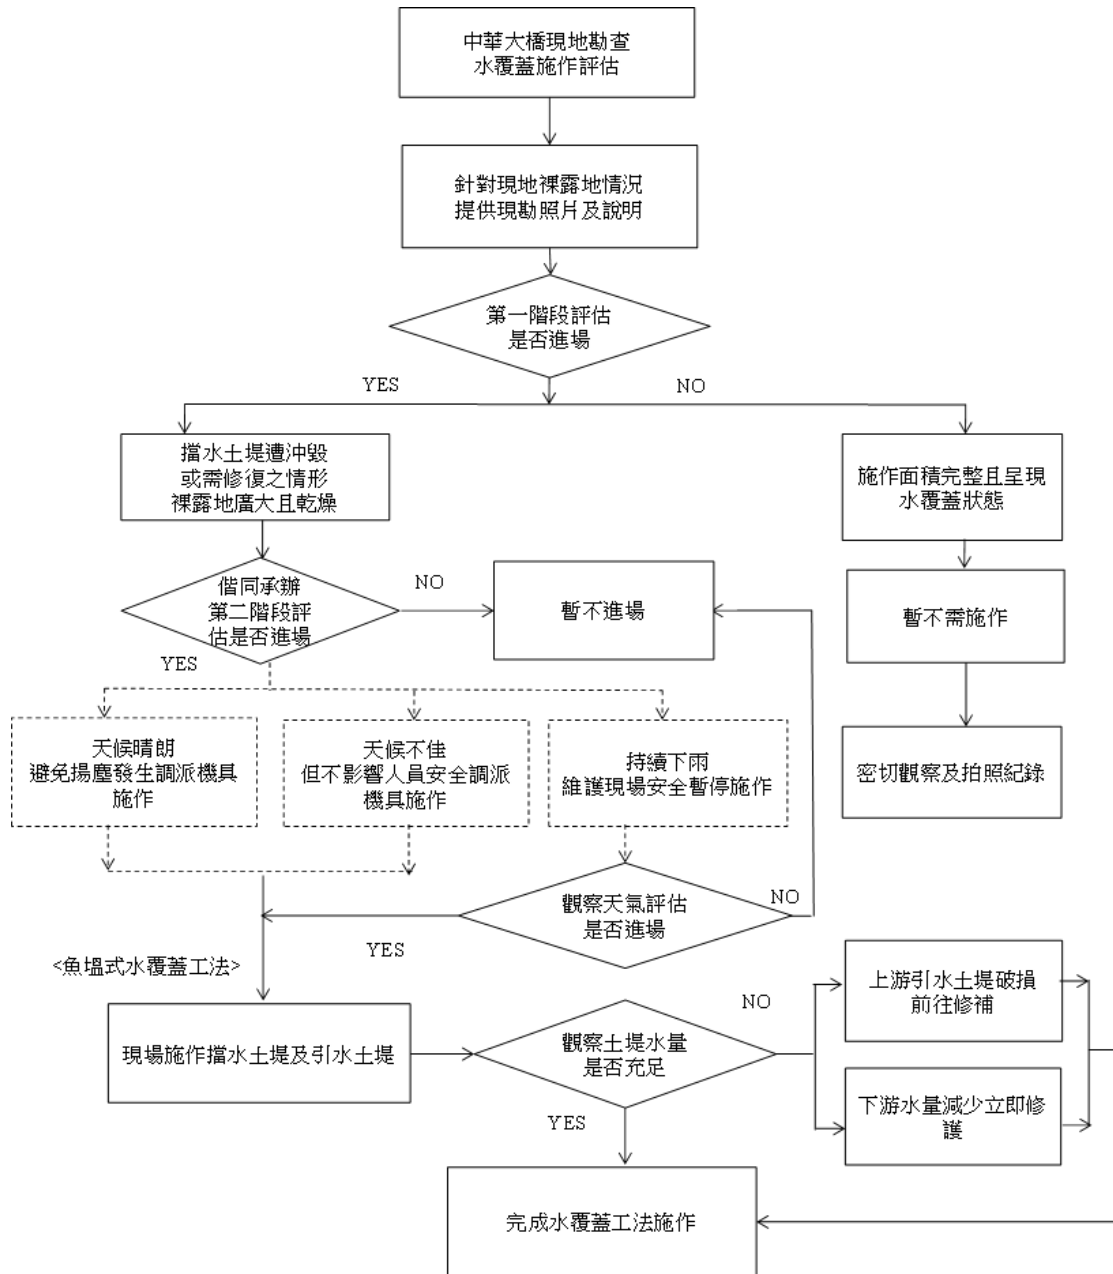 中華大橋現地勘查
水覆蓋施作評估
針對現地裸露地情況
提供現勘照片及說明
第一階段評估
是否進場
YES
NO
擋水土堤遭沖毀
或需修復之情形
裸露地廣大且乾燥
施作面積完整且呈現
水覆蓋狀態
偕同承辦
第二階段評
估是否進場
NO
暫不進場
暫不需施作
YES
天候晴朗
避免揚塵發生調派機具
施作
天候不佳
但不影響人員安全調派
機具施作
持續下雨
維護現場安全暫停施作
密切觀察及拍照紀錄
觀察天氣評估
是否進場
NO
YES
<魚塭式水覆蓋工法>
現場施作擋水土堤及引水土堤
觀察土堤水量
是否充足
NO
上游引水土堤破損
前往修補
下游水量減少立即修
護
YES
完成水覆蓋工法施作